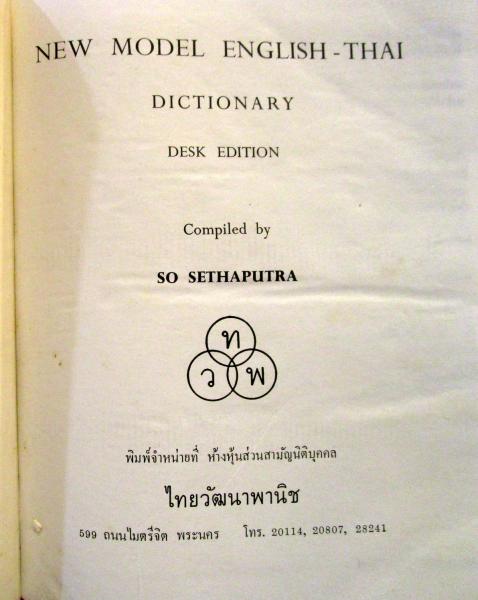 NEW MODEL ENGLISH-THAI
DICTIONARY
DESK EDITION
Compiled by
SO SETHAPUTRA
ท
ว พ
พิมพ์จำหน่ายที่ ห้างหุ้นส่วนสามัญนิติบุคคล
ไทยวัฒนาพานิช
599 ถนนไมตรีจิต พระนคร โทร. 20114, 20807, 28241